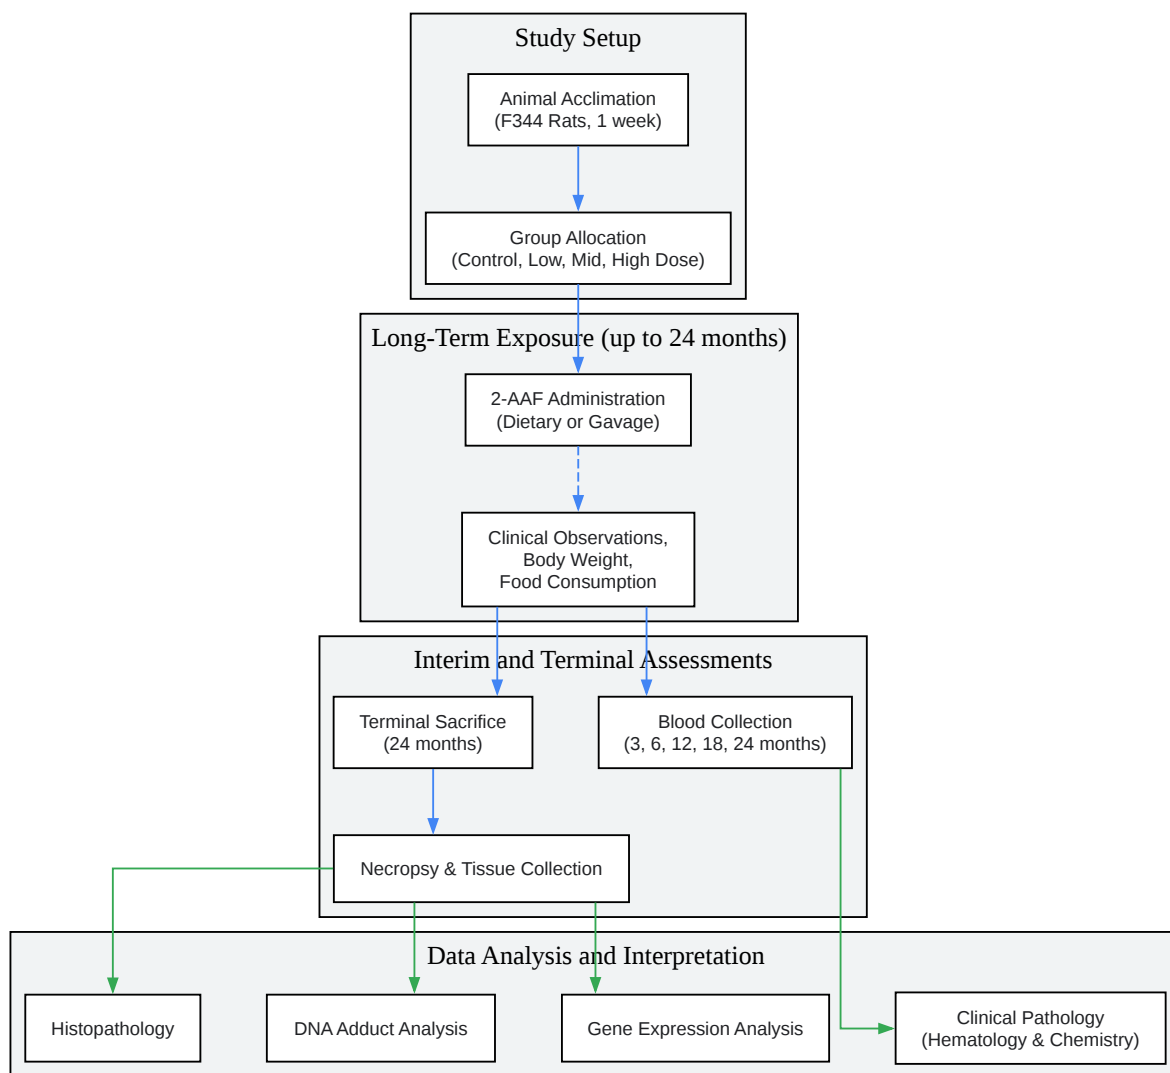 Study Setup
Animal Acclimation
(F344 Rats, 1 week)
Group Allocation
(Control, Low, Mid, High Dose)
Long-Term Exposure (up to 24 months)
2-AAF Administration
(Dietary or Gavage)
Clinical Observations,
Body Weight,
Food Consumption
Interim and Terminal Assessments
Terminal Sacrifice
(24 months)
Blood Collection
(3, 6, 12, 18, 24 months)
Necropsy & Tissue Collection
Data Analysis and Interpretation
Histopathology
DNA Adduct Analysis
Gene Expression Analysis
Clinical Pathology
(Hematology & Chemistry)